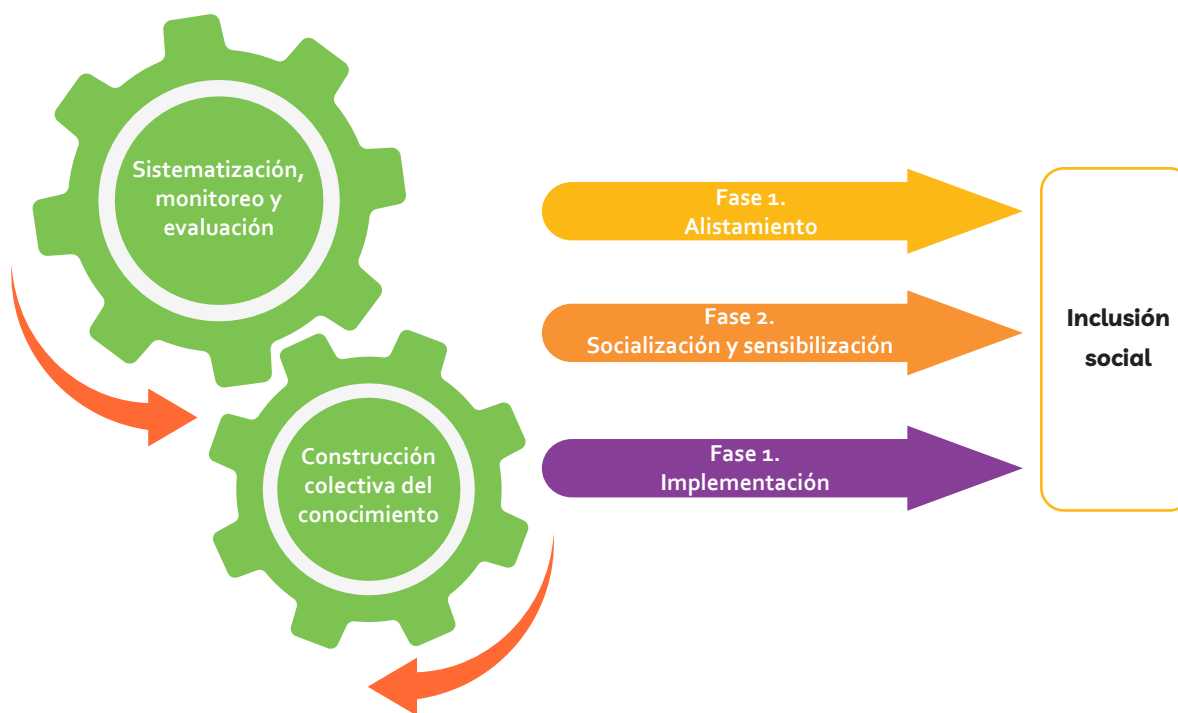 Sistematización,
monitoreo y
evaluación
Construcción
colectiva del
conocimiento
Fase 1.
Alistamiento
Fase 2.
Socialización y sensibilización
Fase 1.
Implementación
Inclusión
social